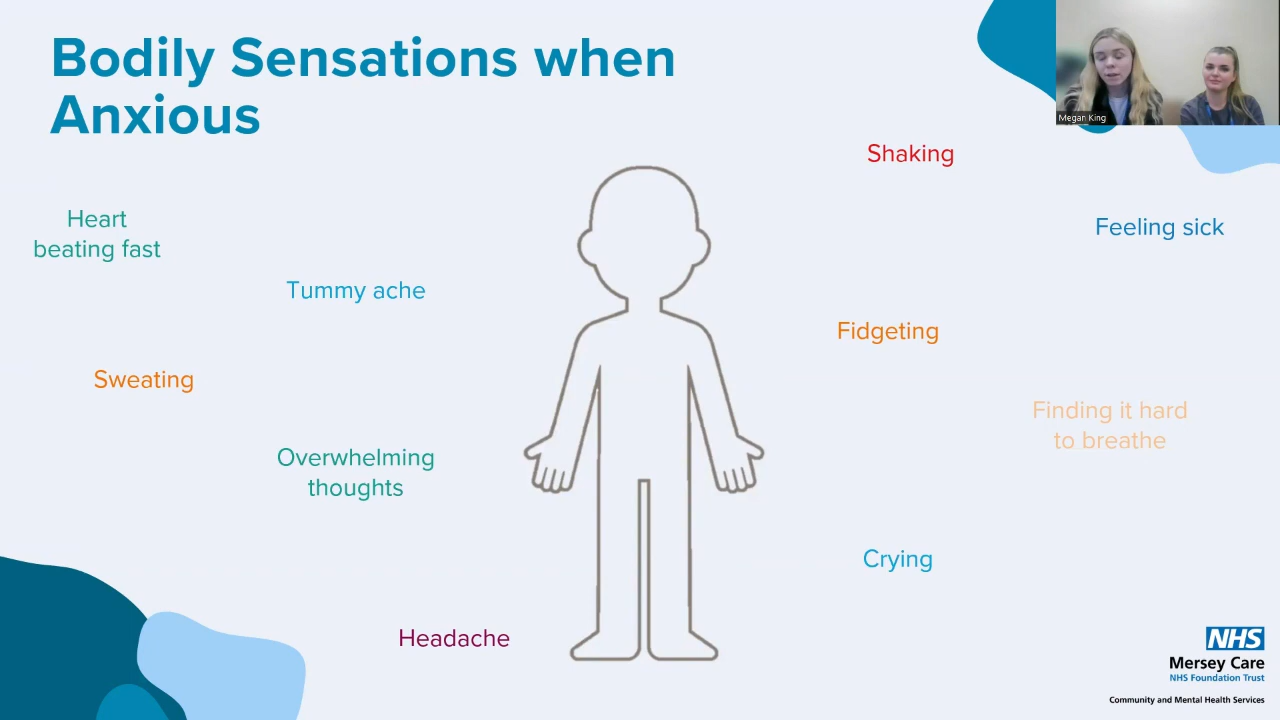 Bodily Sensations when
Anxious
Megan King
Shaking
Heart
beating fast
Feeling sick
Tummy ache
Fidgeting
Sweating
Finding it hard
to breathe
Overwhelming
thoughts
Crying
Headache
NHS
Mersey Care
NHS Foundation Trust
Community and Mental Health Services